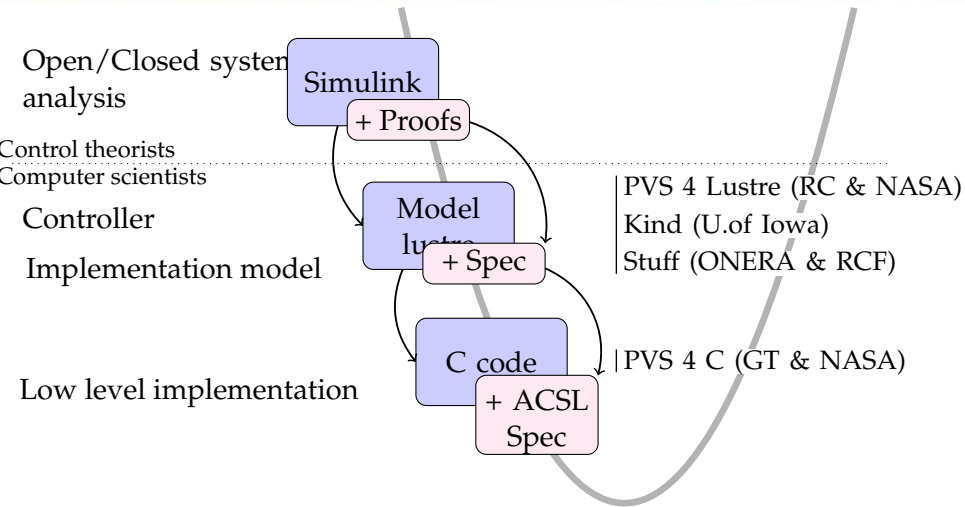 Open/Closed system
analysis
Simulink
+ Proofs
Control theorists
Computer scientists
Controller
Implementation model
Model
lustre
+ Spec
PVS 4 Lustre (RC & NASA)
Kind (U.of Iowa)
Stuff (ONERA & RCF)
Low level implementation
C code
+ ACSL
Spec
PVS 4 C (GT & NASA)